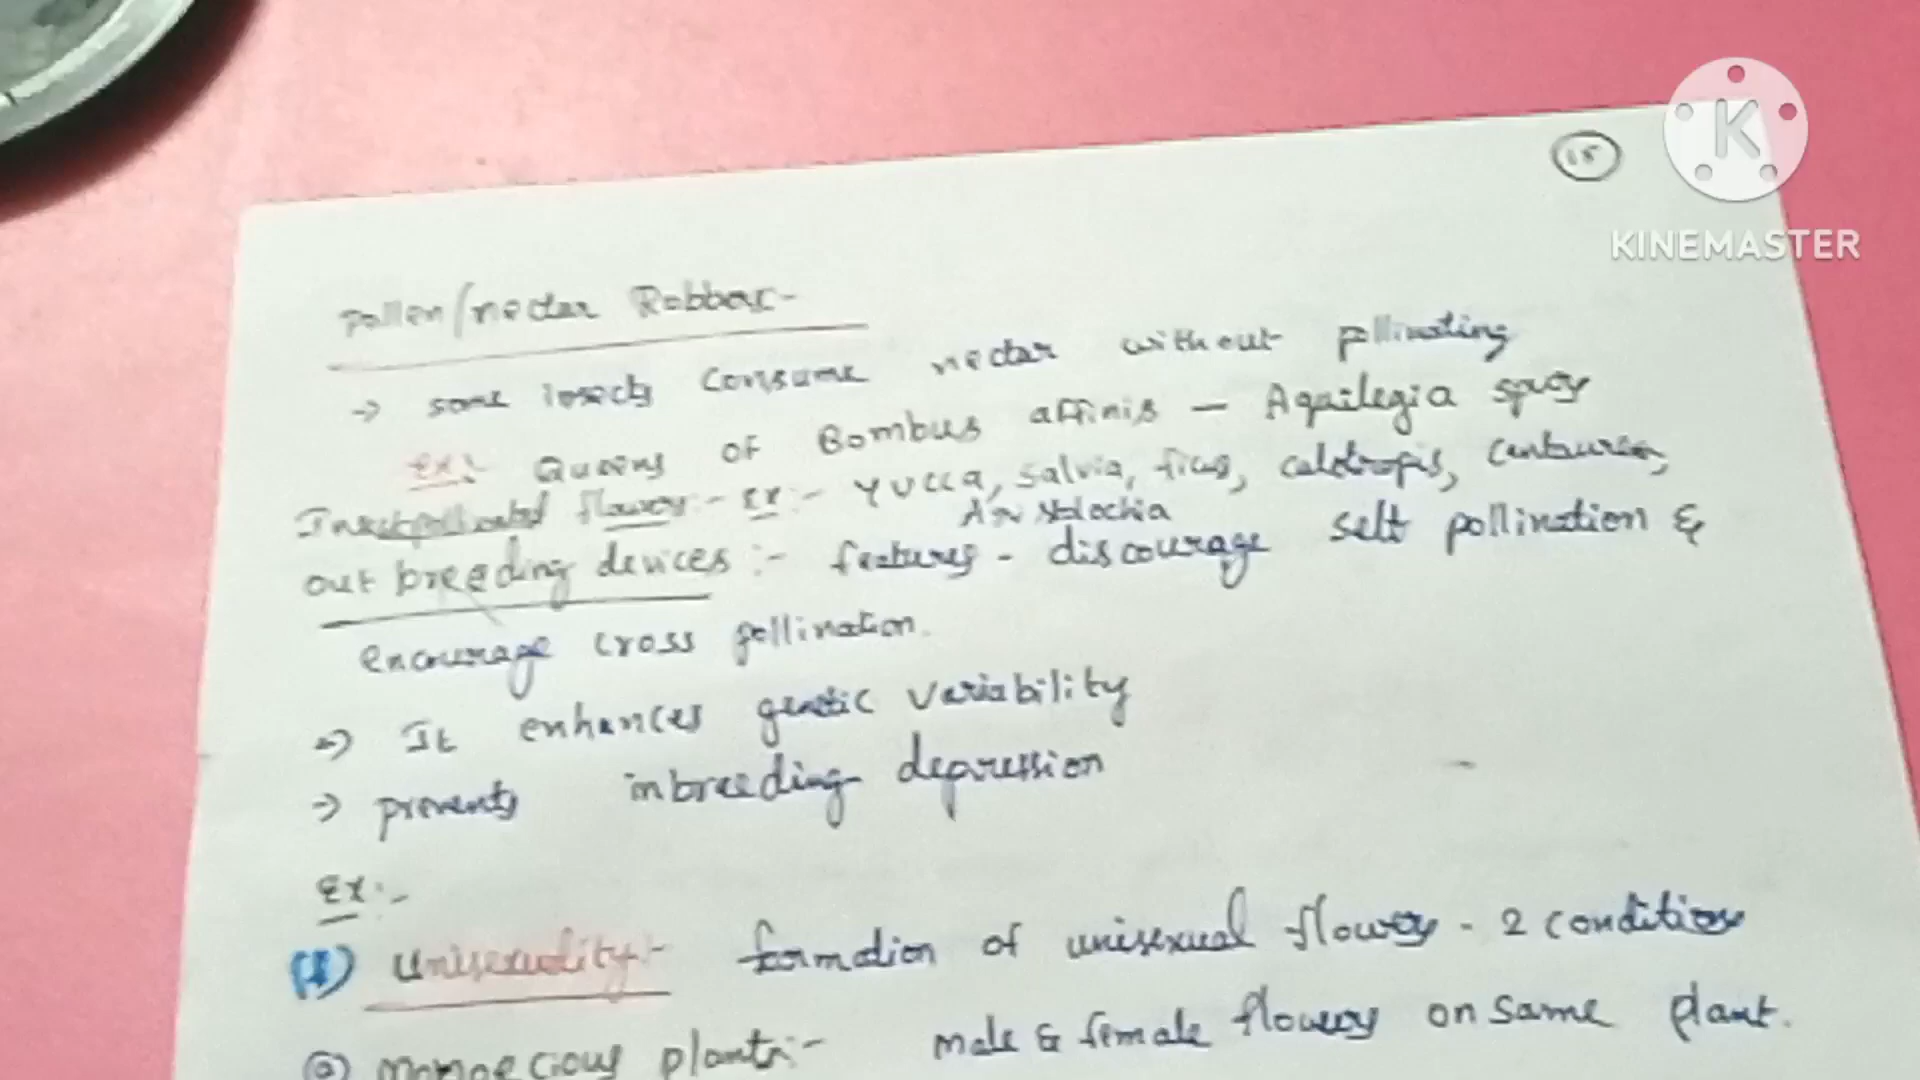 15
K
KINEMASTER
Pollen/nectar Robber:-
→ some insects consume nectar without pollinating
Ex:- Queens of Bombus affinis - Aquilegia
Insect pollinated flowers - Ex:- Yucca, Salvia, ficus, calotropis, Centaurea,
Aristolochia
out breeding devices :- features - discourage self pollination &
encourage cross pollination.
→ It enhances genetic variability
→ prevents inbreeding depression
Ex:-
(1) Unisexuality:- formation of unisexual flowers - 2 conditions
(a) Monoecious plants:- male & female flowers on same plant.